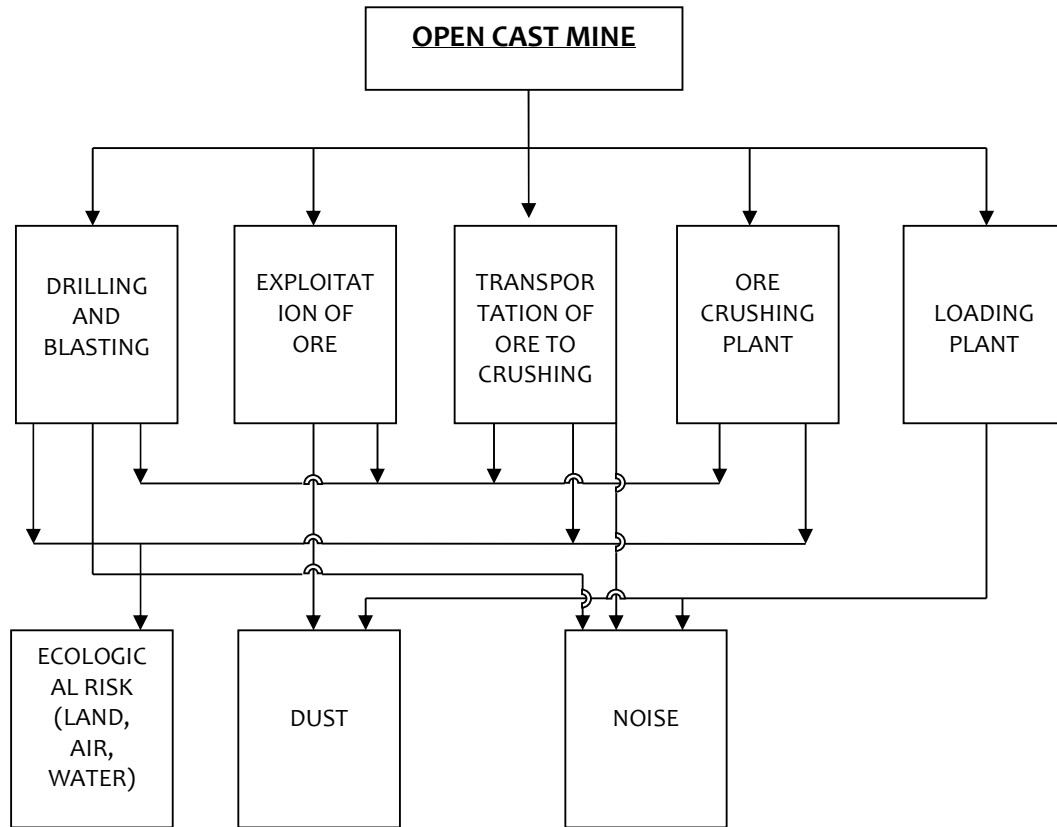 OPEN CAST MINE
DRILLING
AND
BLASTING
EXPLOITAT
ION OF
ORE
TRANSPOR
TATION OF
ORE TO
CRUSHING
ORE
CRUSHING
PLANT
LOADING
PLANT
ECOLOGIC
AL RISK
(LAND,
AIR,
WATER)
DUST
NOISE